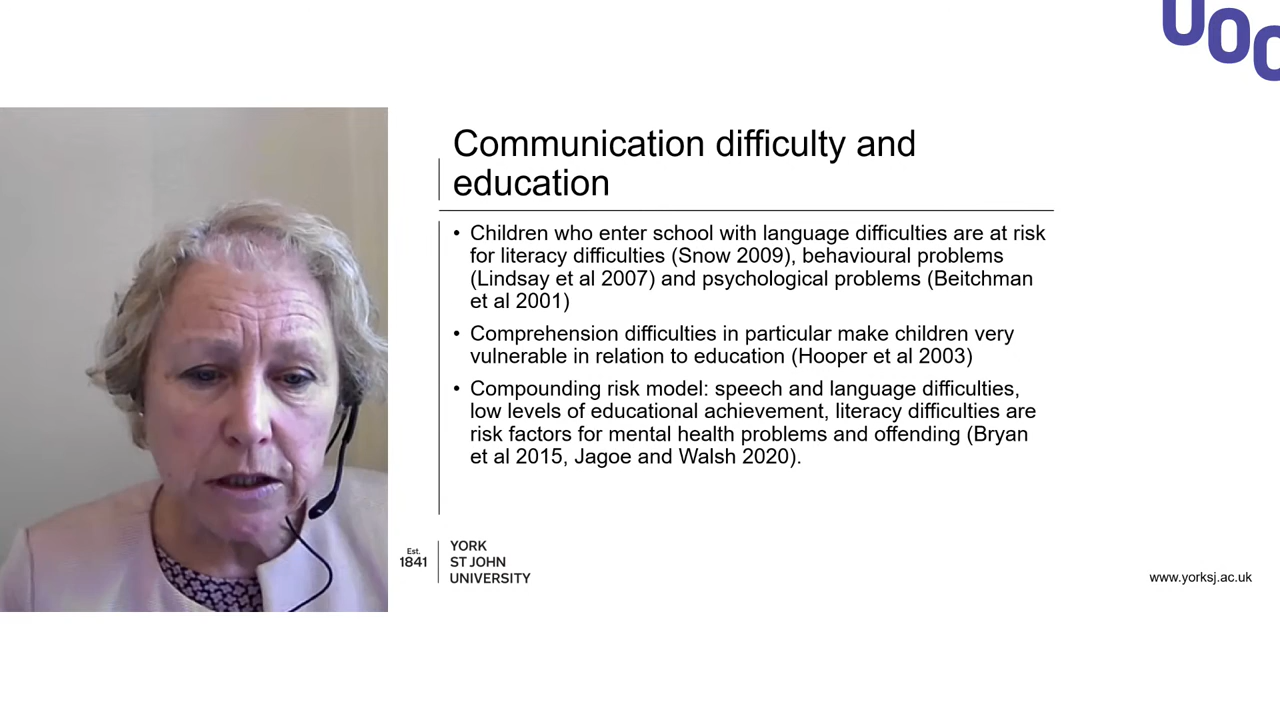 UOC
Communication difficulty and
education
• Children who enter school with language difficulties are at risk
for literacy difficulties (Snow 2009), behavioural problems
(Lindsay et al 2007) and psychological problems (Beitchman
et al 2001)
• Comprehension difficulties in particular make children very
vulnerable in relation to education (Hooper et al 2003)
• Compounding risk model: speech and language difficulties,
low levels of educational achievement, literacy difficulties are
risk factors for mental health problems and offending (Bryan
et al 2015, Jagoe and Walsh 2020).
Est.
1841
YORK
ST JOHN
UNIVERSITY
www.yorksj.ac.uk